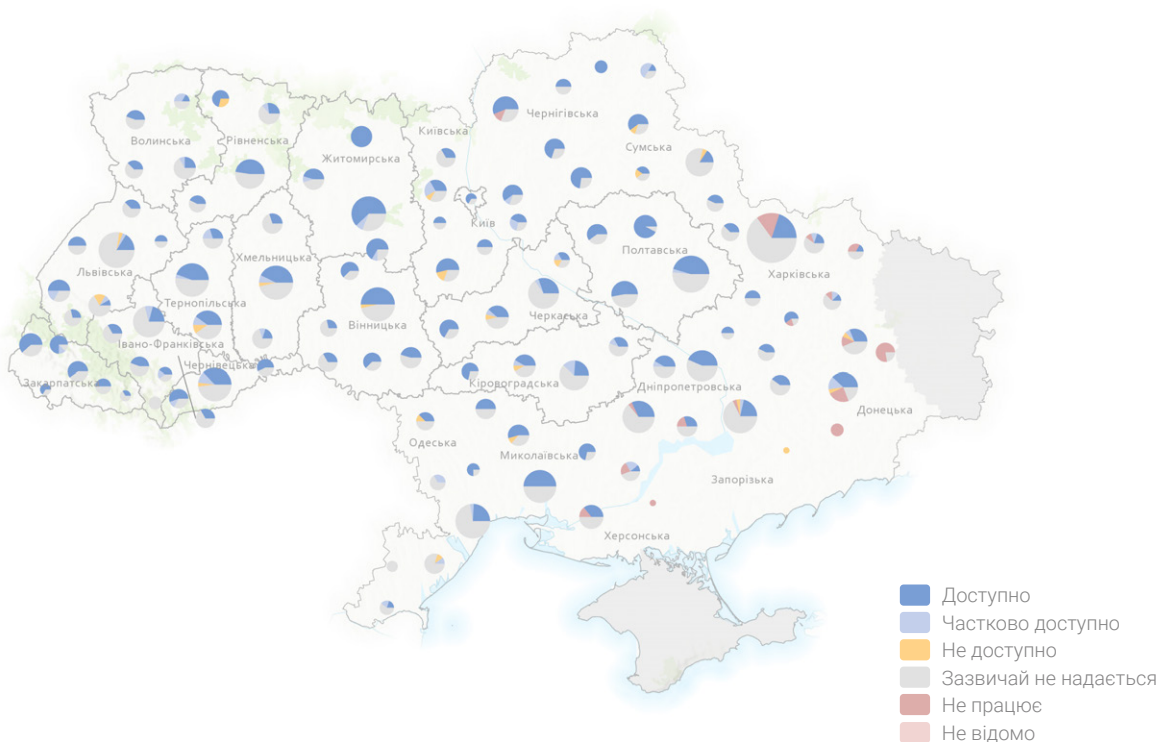 Чернігівська
Київська
Волинська
Рівненська
Сумська
Житомирська
Київ
Полтавська
Хмельницька
Львівська
Харківська
Тернопільська
Черкаська
Вінницька
Івано-Франківська
Чернівецька
Закарпатська
Кіровоградська
Дніпропетровська
Донецька
Одеська
Миколаївська
Запорізька
Херсонська
Доступно
Частково доступно
Не доступно
Зазвичай не надається
Не працює
Не відомо